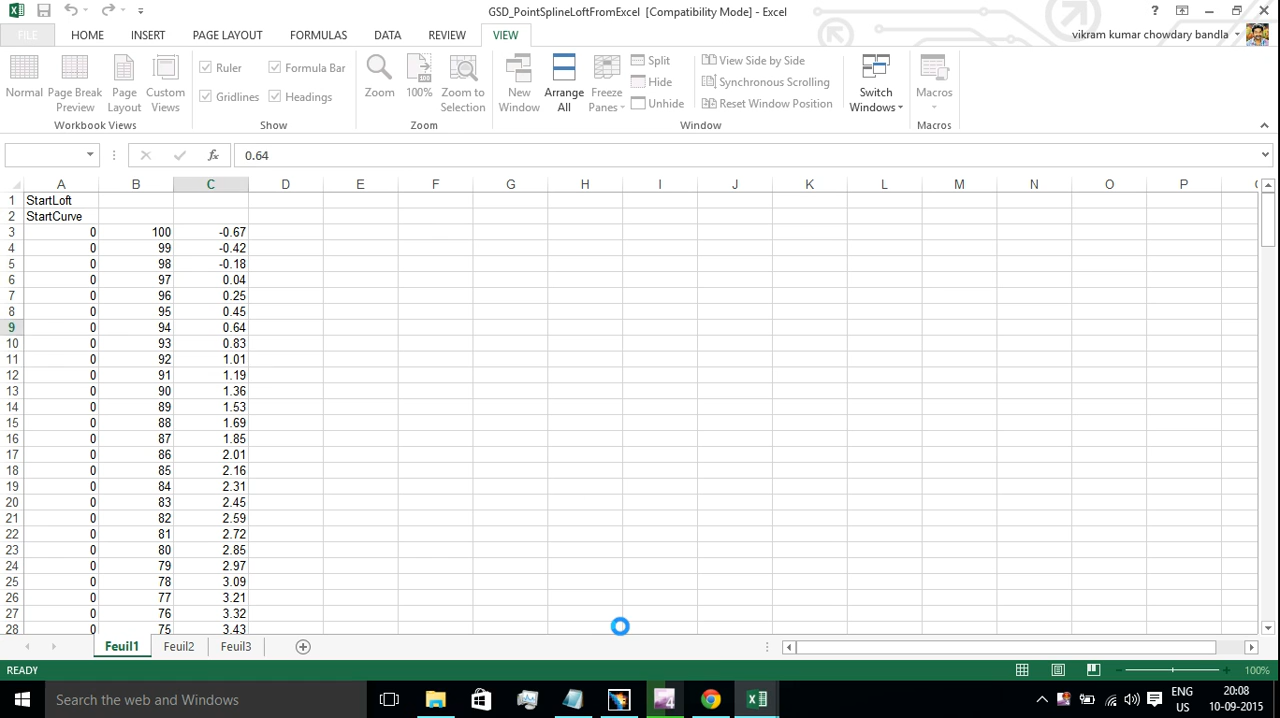 GSD_PointSplineLoftFromExcel [Compatibility Mode] - Excel
?
FILE HOME INSERT PAGE LAYOUT FORMULAS DATA REVIEW VIEW vikram kumar chowdary bandla
Normal
Page Break Preview
Page Layout
Custom Views
Workbook Views
Ruler
Formula Bar
Gridlines
Headings
Show
Zoom
100%
Zoom to Selection
Zoom
New Window
Arrange All
Freeze Panes
Split
Hide
Unhide
View Side by Side
Synchronous Scrolling
Reset Window Position
Window
Switch Windows
Macros
Macros
fx 0.64
A B C D E F G H I J K L M N O P
1 StartLoft
2 StartCurve
3 0 100 -0.67
4 0 99 -0.42
5 0 98 -0.18
6 0 97 0.04
7 0 96 0.25
8 0 95 0.45
9 0 94 0.64
10 0 93 0.83
11 0 92 1.01
12 0 91 1.19
13 0 90 1.36
14 0 89 1.53
15 0 88 1.69
16 0 87 1.85
17 0 86 2.01
18 0 85 2.16
19 0 84 2.31
20 0 83 2.45
21 0 82 2.59
22 0 81 2.72
23 0 80 2.85
24 0 79 2.97
25 0 78 3.09
26 0 77 3.21
27 0 76 3.32
28 0 75 3.43
Feuil1 Feuil2 Feuil3
READY 100%
Search the web and Windows
ENG
US
20:08
10-09-2015